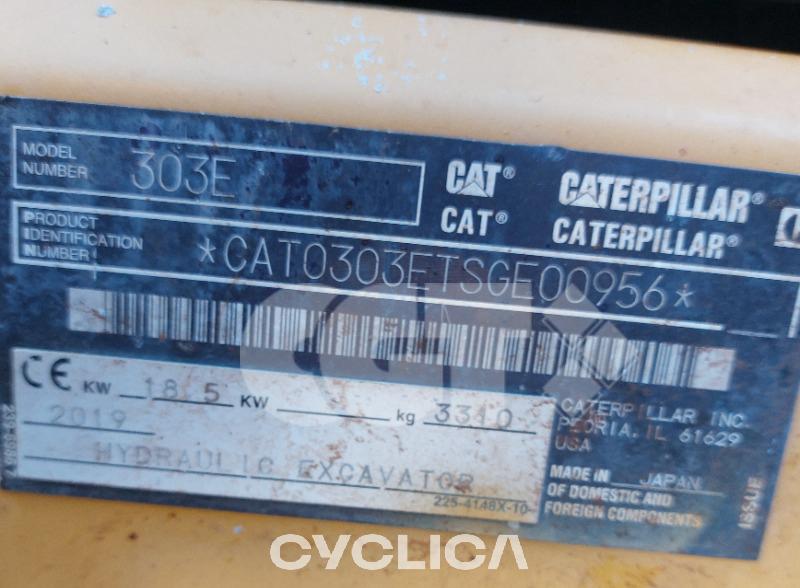 MODEL NUMBER 303E
CAT® CATERPILLAR®
CAT® CATERPILLAR®
PRODUCT IDENTIFICATION NUMBER *CAT0303ETSGE00956*
CE KW 18.5 KW kg 3310
2019
HYDRAULIC EXCAVATOR
225-4148X-10
CATERPILLAR INC.
PEORIA, IL 61629
USA
MADE IN JAPAN
OF DOMESTIC AND
FOREIGN COMPONENTS
ISSUE
CYCLICA